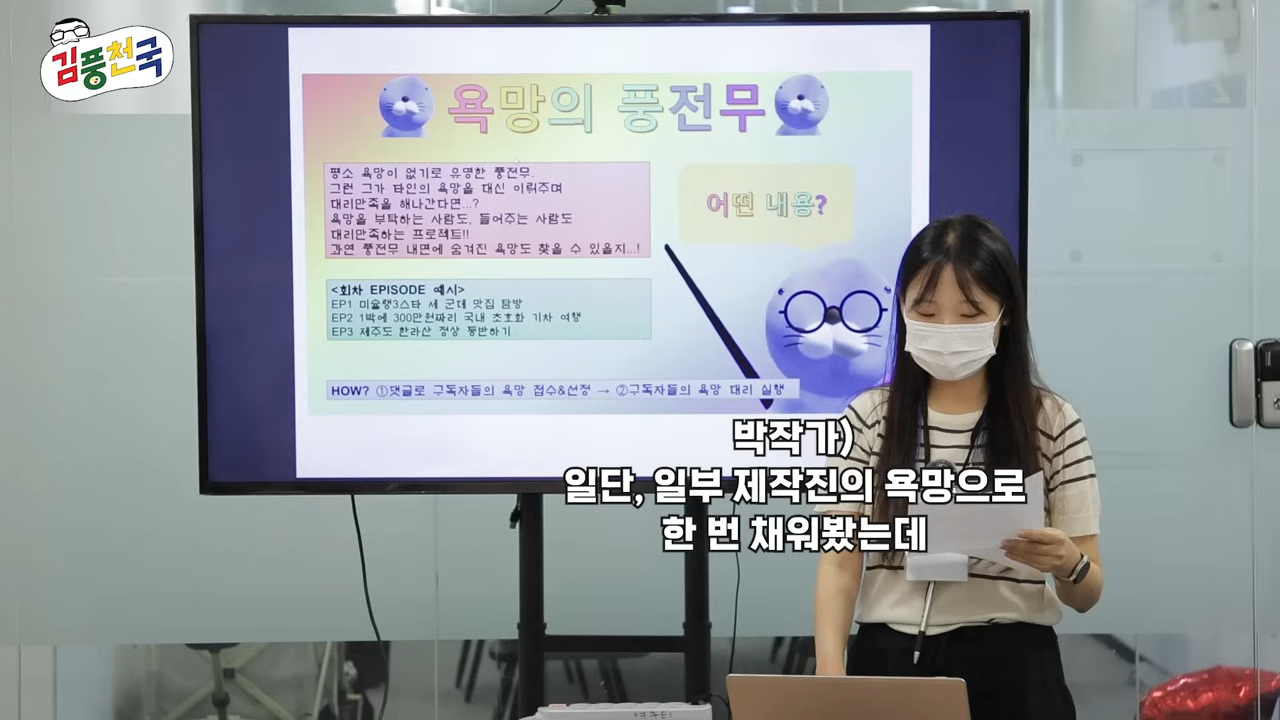 김풍천국
욕망의 풍전무
평소 욕망이 없기로 유명한 풍전무.
그런 그가 타인의 욕망을 대신 이뤄주며
대리만족을 해나간다면...?
욕망을 부탁하는 사람도, 들어주는 사람도
대리만족하는 프로젝트!!
과연 풍전무 내면에 숨겨진 욕망도 찾을 수 있을지...!
어떤 내용?
<회차 EPISODE 예시>
EP1 미슐랭3스타 세 군데 맛집 탐방
EP2 1박에 300만원짜리 국내 초호화 기차 여행
EP3 제주도 한라산 정상 등반하기
HOW? ①댓글로 구독자들의 욕망 접수&선정 → ②구독자들의 욕망 대리 실행
박작가)
일단, 일부 제작진의 욕망으로
한 번 채워봤는데